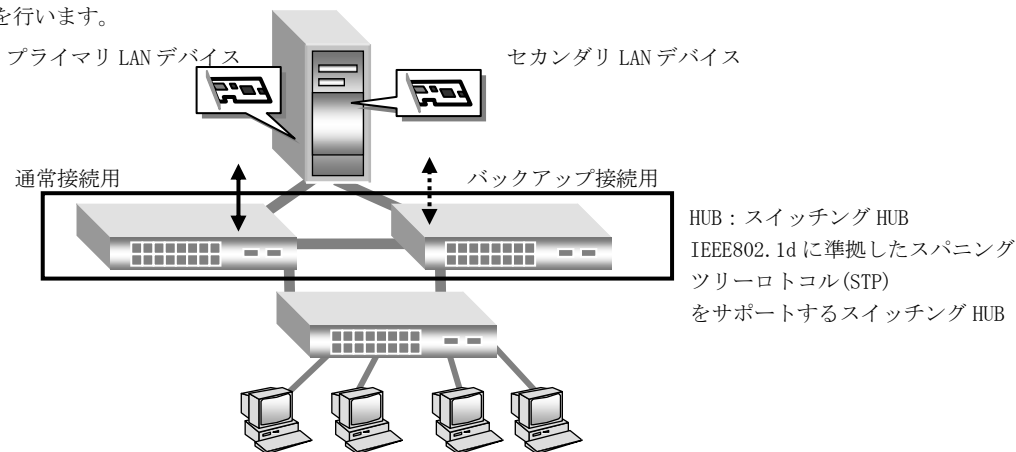 を行います。
プライマリ LAN デバイス
セカンダリ LAN デバイス
通常接続用
バックアップ接続用
HUB：スイッチング HUB
IEEE802.1d に準拠したスパニング
ツリーロトコル(STP)
をサポートするスイッチング HUB